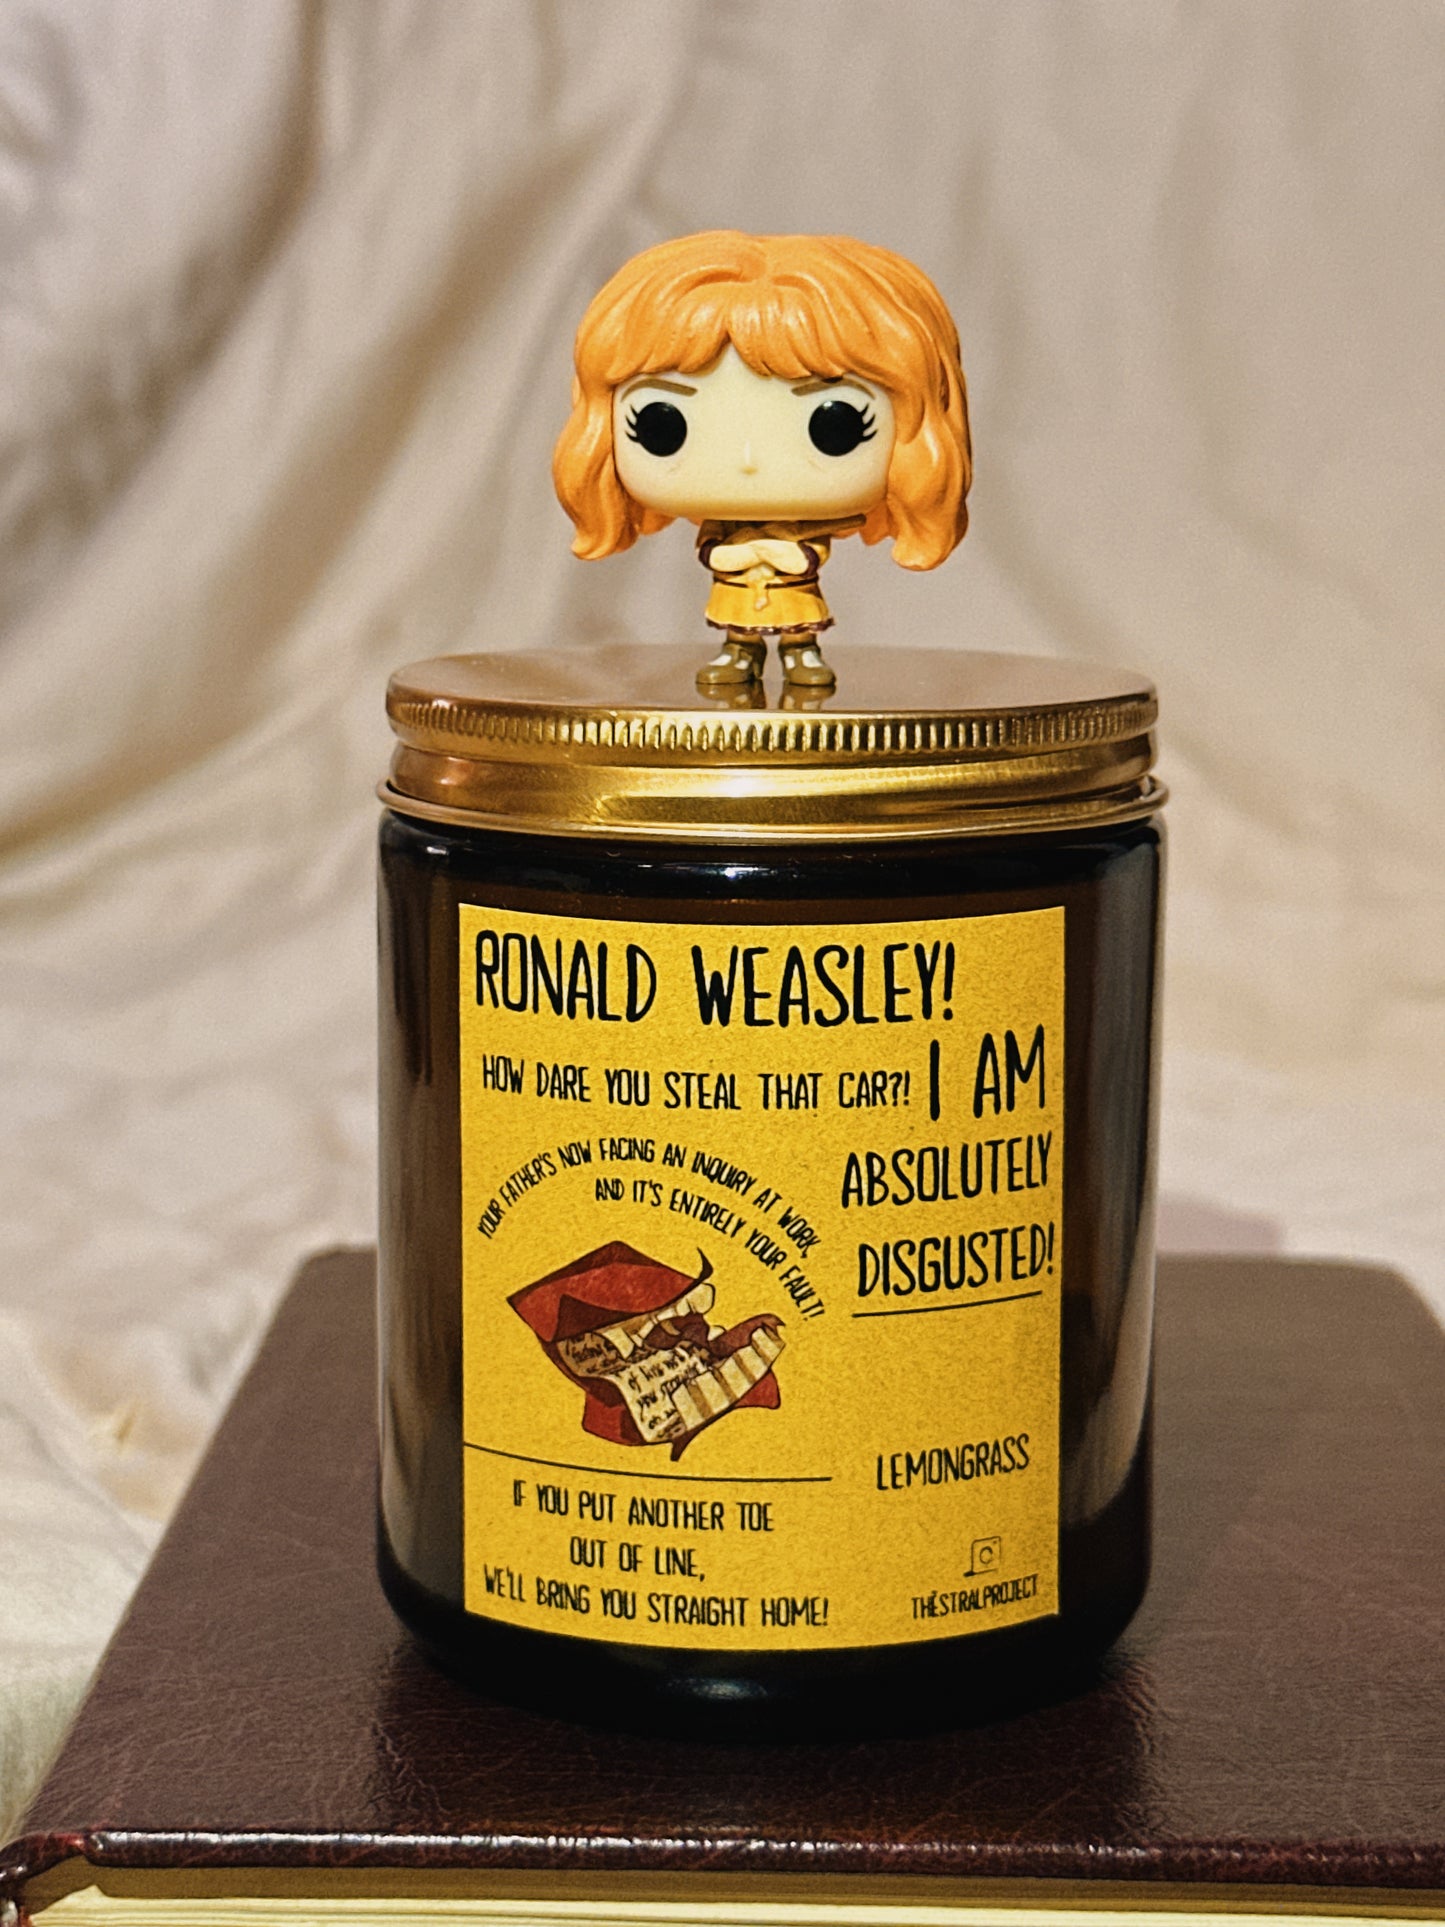 RONALD WEASLEY!
HOW DARE YOU STEAL THAT CAR?! I AM
ABSOLUTELY
DISGUSTED!
YOUR FATHER'S NOW FACING AN INQUIRY AT WORK,
AND IT'S ENTIRELY YOUR FAULT!
LEMONGRASS
IF YOU PUT ANOTHER TOE
OUT OF LINE,
WE'LL BRING YOU STRAIGHT HOME!
THESTRALPROJECT